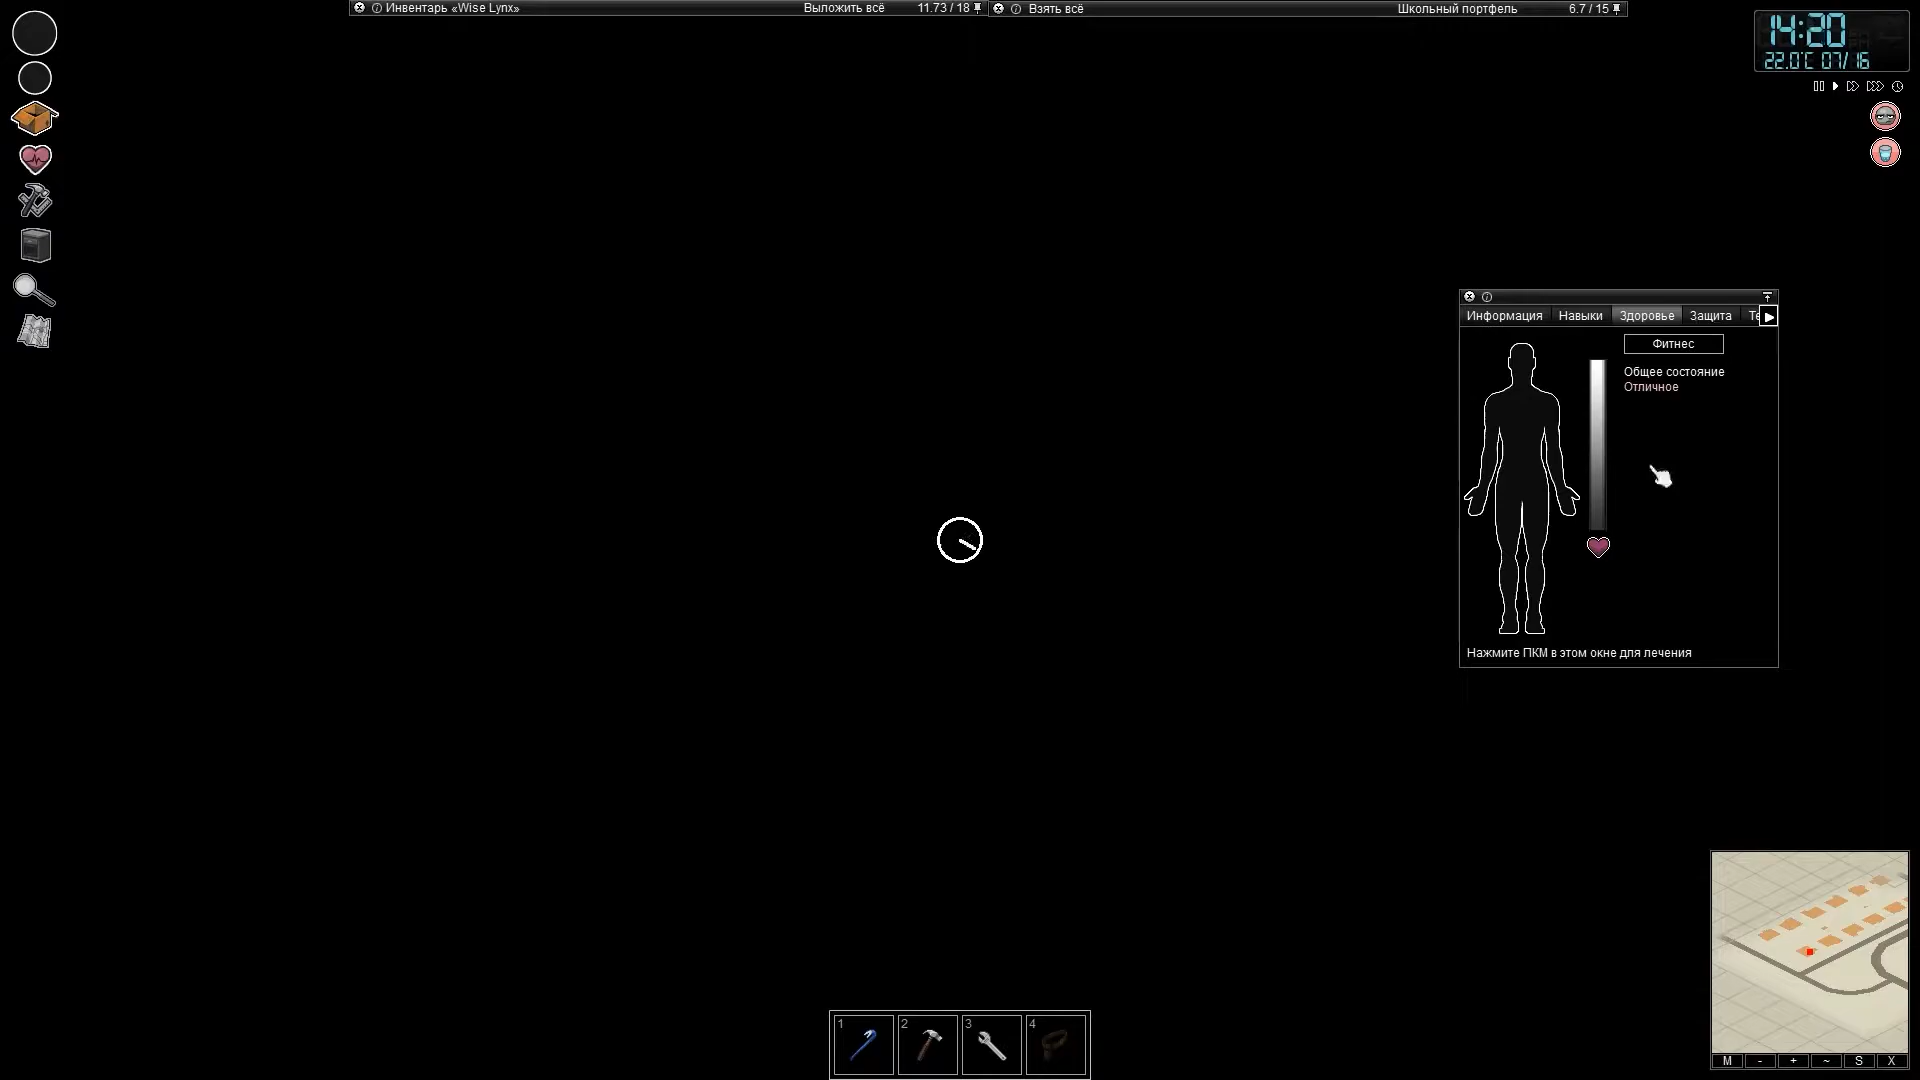 Инвентарь «Wise Lynx» Выложить всё 11.73 / 18
Взять всё Школьный портфель 6.7 / 15
14:20
22.0°C 07/16
Информация Навыки Здоровье Защита Те
Фитнес
Общее состояние
Отличное
Нажмите ПКМ в этом окне для лечения
1 2 3 4
M - + ~ S X